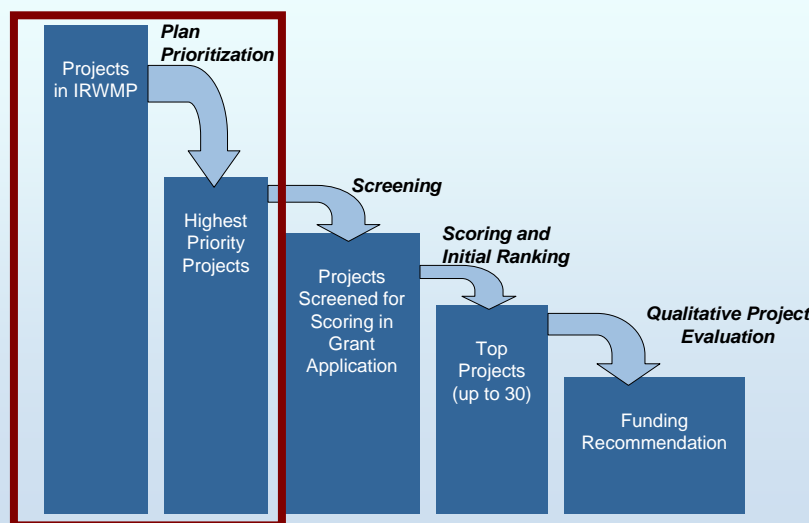 Plan
Prioritization
Projects
in IRWMP
Screening
Highest
Priority
Projects
Scoring and
Initial Ranking
Projects
Screened for
Scoring in
Grant
Application
Qualitative Project
Evaluation
Top
Projects
(up to 30)
Funding
Recommendation